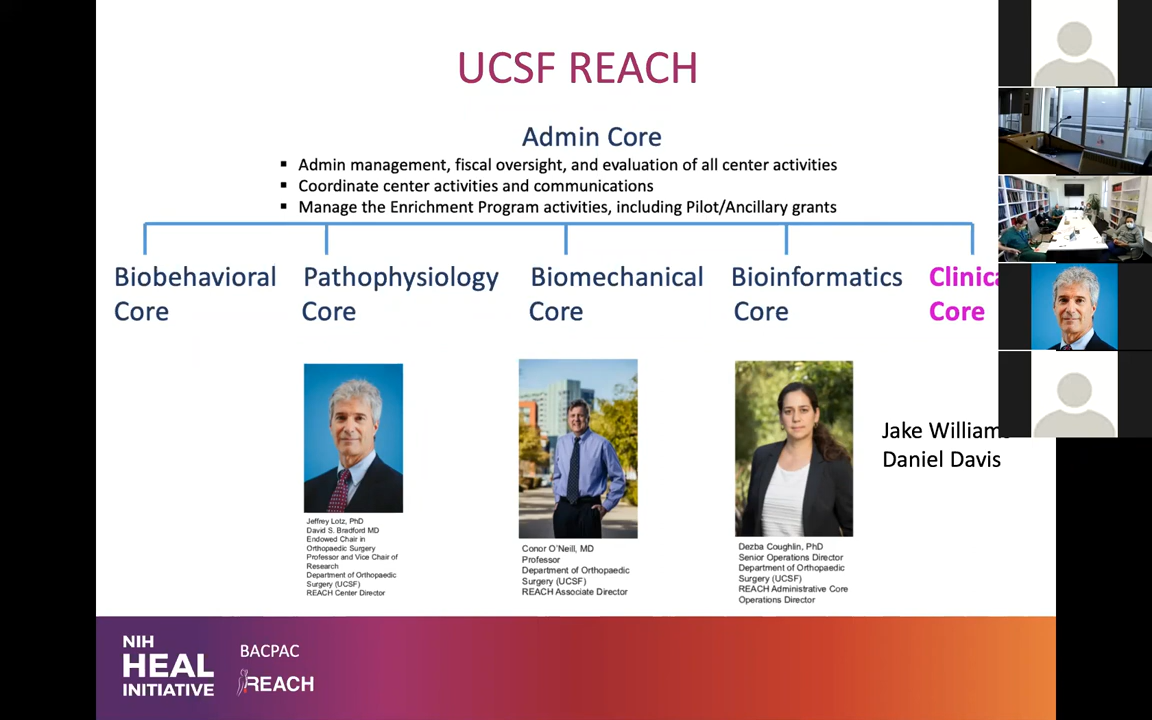 UCSF REACH
Admin Core
▪ Admin management, fiscal oversight, and evaluation of all center activities
▪ Coordinate center activities and communications
▪ Manage the Enrichment Program activities, including Pilot/Ancillary grants
Biobehavioral
Core
Pathophysiology
Core
Biomechanical
Core
Bioinformatics
Core
Clinica
Core
Jeffrey Lotz, PhD
David S. Bradford MD
Endowed Chair in
Orthopaedic Surgery
Professor and Vice Chair of
Research
Department of Orthopaedic
Surgery (UCSF)
REACH Center Director
Conor O'Neill, MD
Professor
Department of Orthopaedic
Surgery (UCSF)
REACH Associate Director
Dezba Coughlin, PhD
Senior Operations Director
Department of Orthopaedic
Surgery (UCSF)
REACH Administrative Core
Operations Director
Jake Williams
Daniel Davis
NIH
HEAL
INITIATIVE
BACPAC
REACH